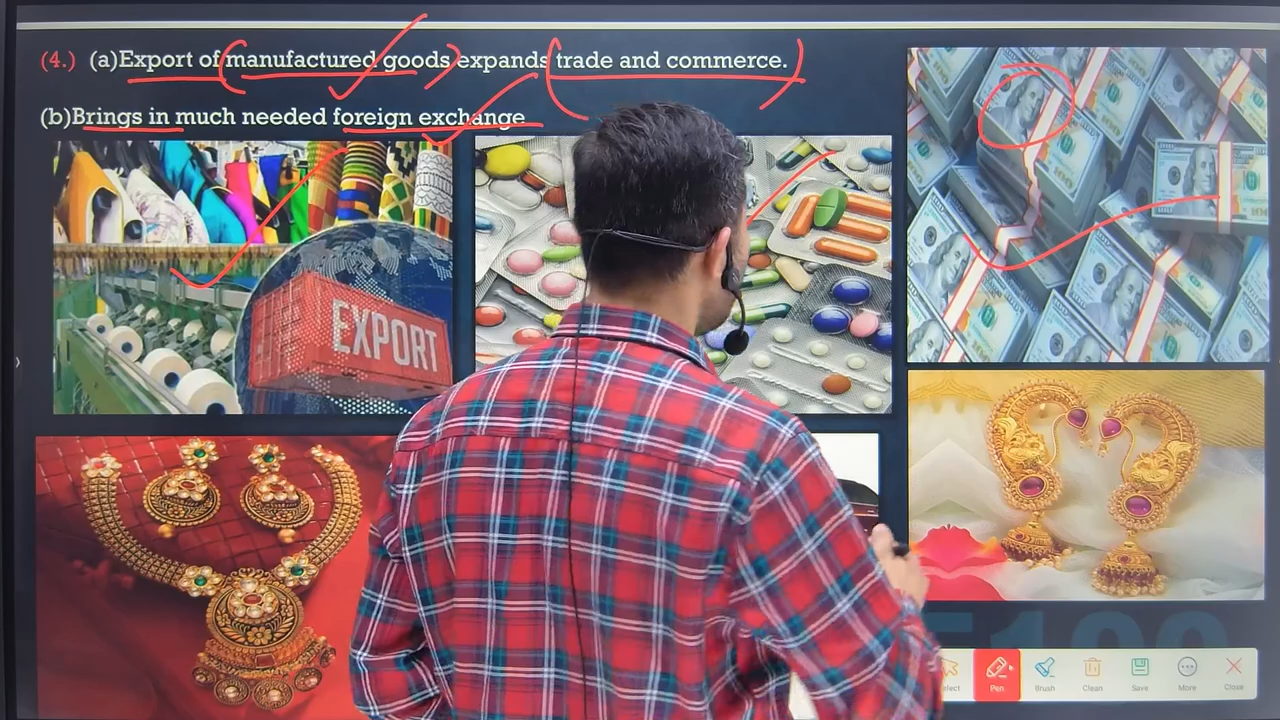 (4.) (a)Export of manufactured goods expands trade and commerce.
(b)Brings in much needed foreign exchange
EXPORT
Pen
Brush
Clean
Save
More
Close